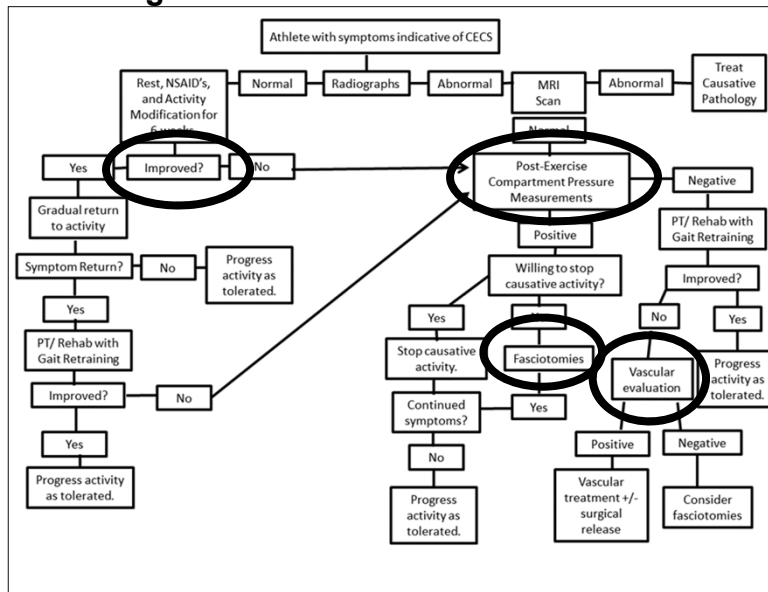 Athlete with symptoms indicative of CECS
Rest, NSAID's,
and Activity
Modification for
6 weeks
Normal
Radiographs
Abnormal
MRI
Scan
Abnormal
Treat
Causative
Pathology
Normal
Yes
Improved?
No
Post-Exercise
Compartment Pressure
Measurements
Negative
Gradual return
to activity
Positive
PT/ Rehab with
Gait Retraining
Symptom Return?
No
Progress
activity as
tolerated.
Willing to stop
causative activity?
Improved?
Yes
Yes
No
Yes
PT/ Rehab with
Gait Retraining
Stop causative
activity.
Fasciotomies
Vascular
evaluation
Progress
activity as
tolerated.
Improved?
No
Continued
symptoms?
Yes
Yes
No
Positive
Negative
Progress activity
as tolerated.
Progress
activity as
tolerated.
Vascular
treatment +/-
surgical
release
Consider
fasciotomies